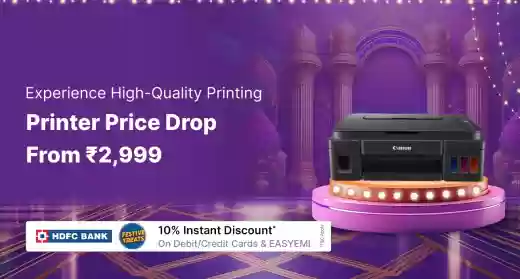 Experience High-Quality Printing
Printer Price Drop
From ₹2,999
Canon
HDFC BANK
FESTIVE TREATS
10% Instant Discount*
On Debit/Credit Cards & EASYEMI